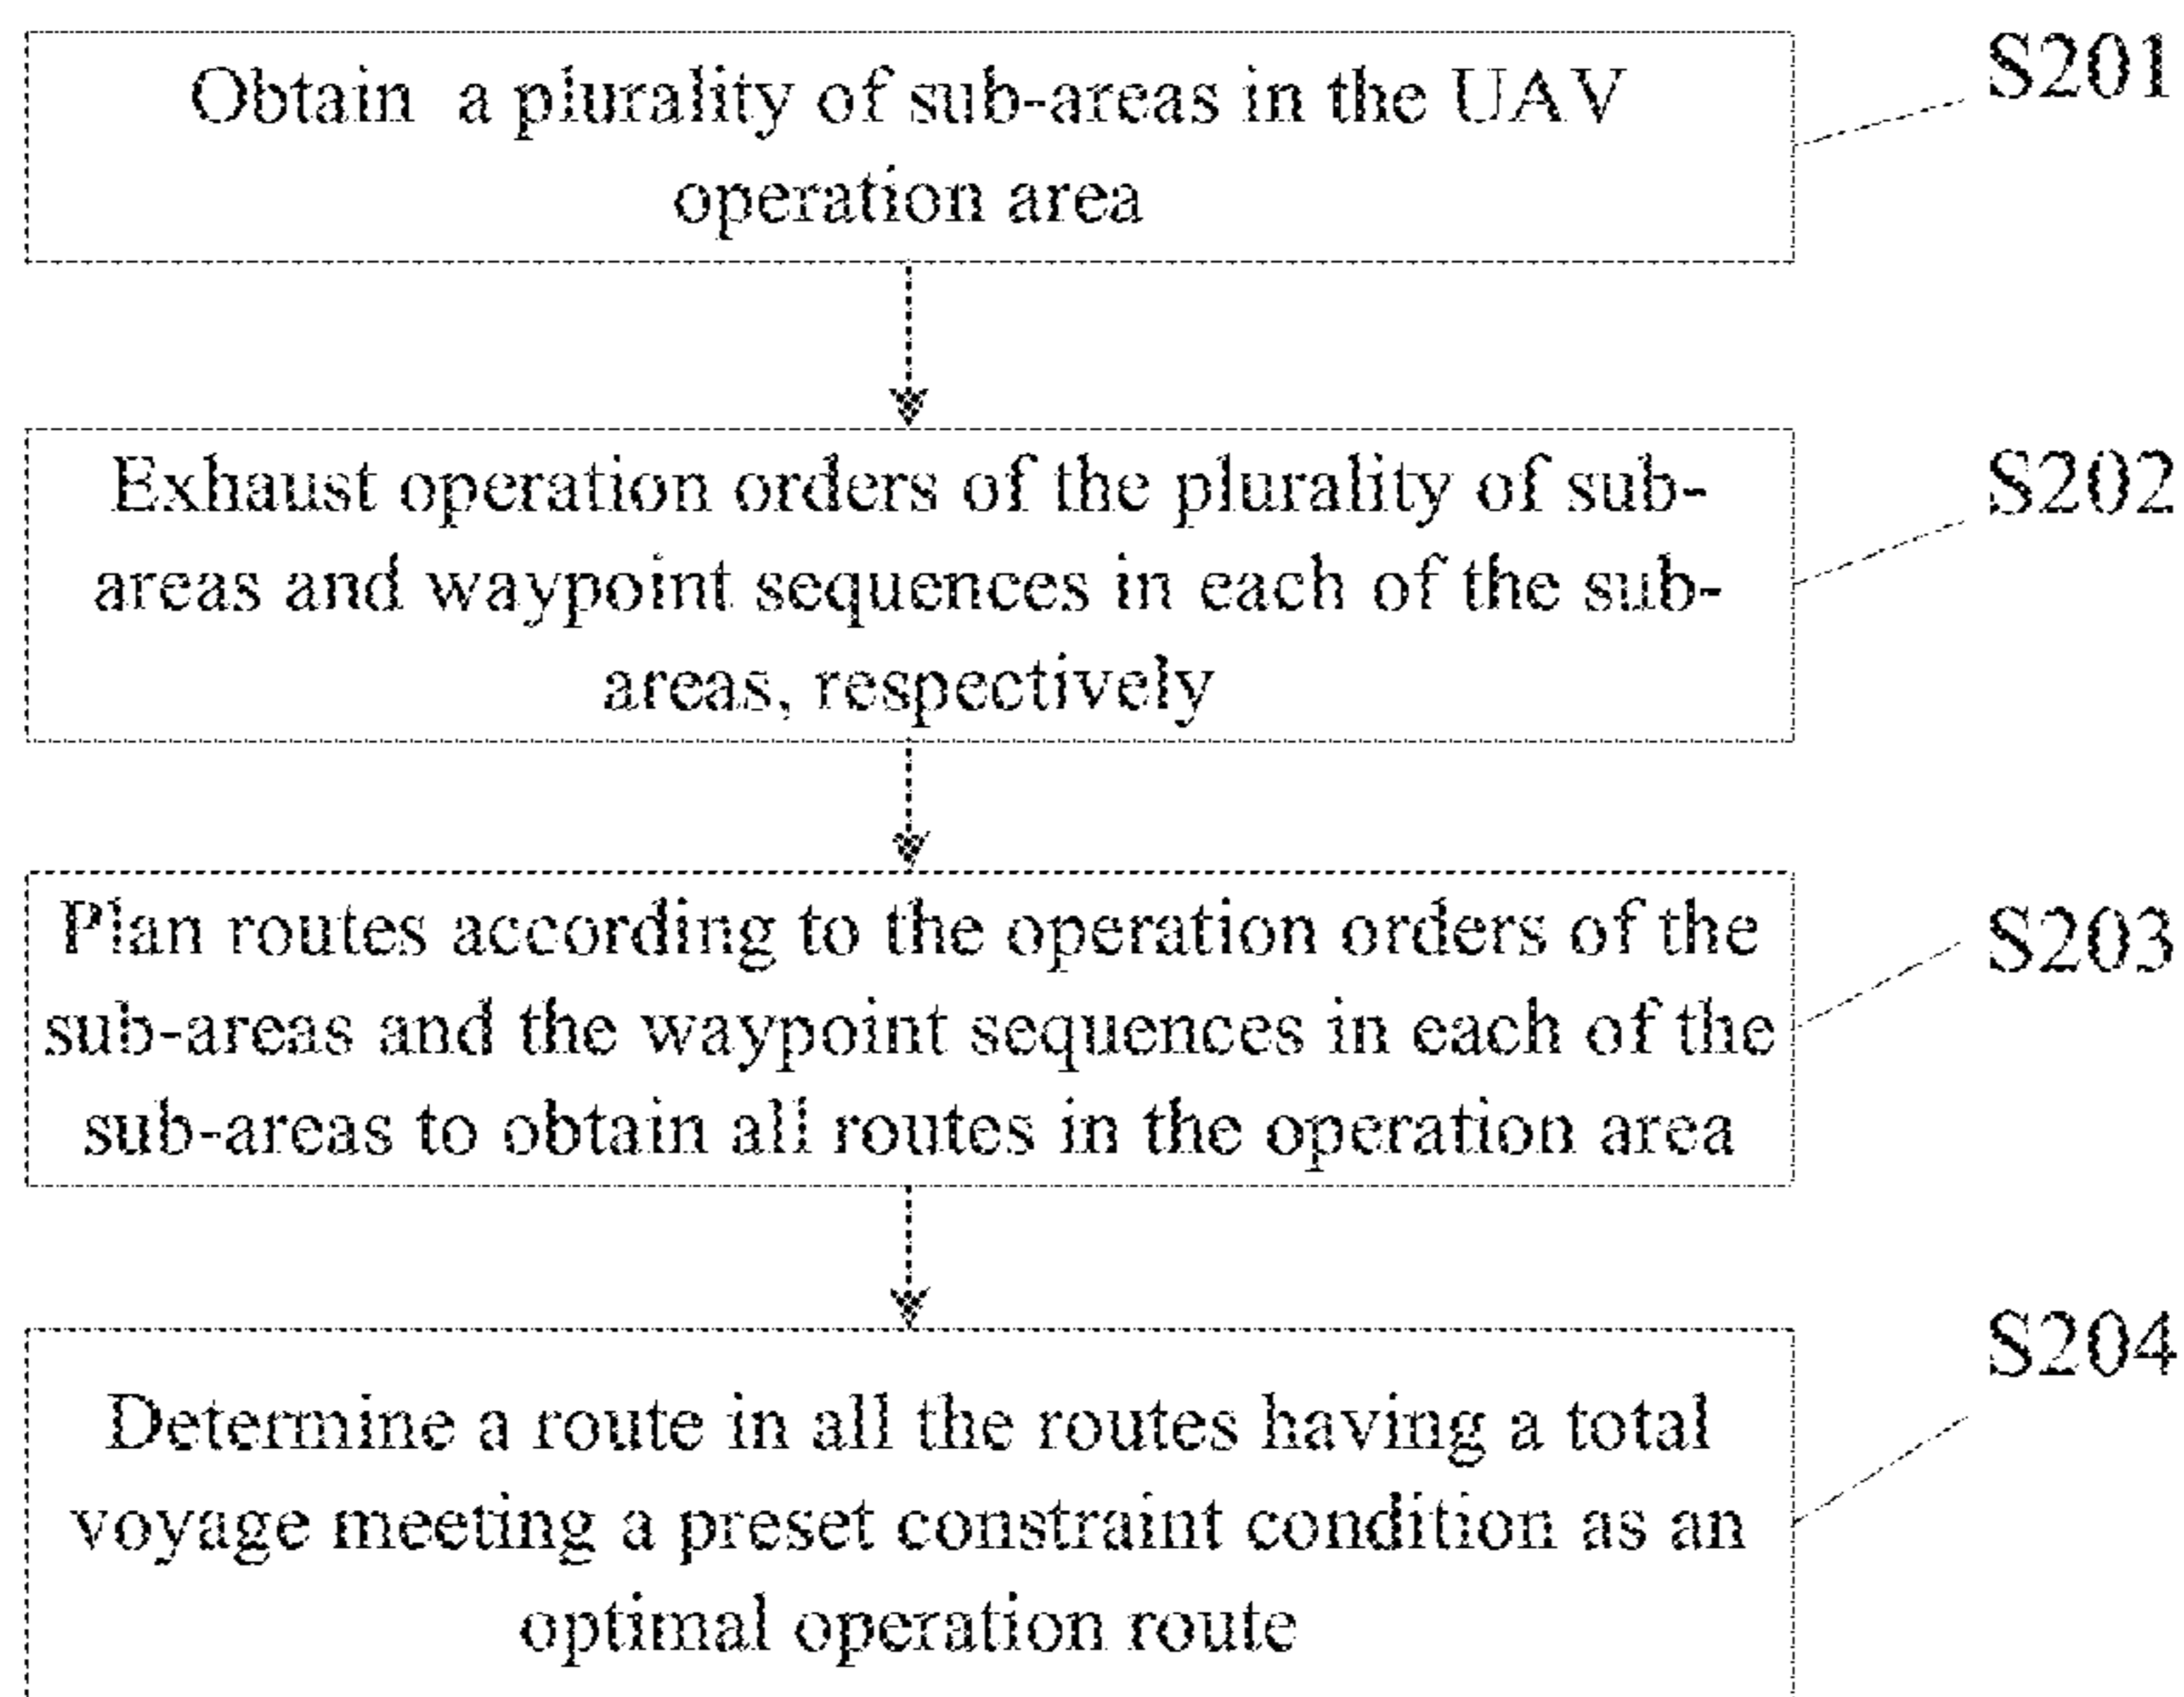 Obtain a plurality of sub-areas in the UAV
operation area
S201
Exhaust operation orders of the plurality of sub-
areas and waypoint sequences in each of the sub-
areas, respectively
S202
Plan routes according to the operation orders of the
sub-areas and the waypoint sequences in each of the
sub-areas to obtain all routes in the operation area
S203
Determine a route in all the routes having a total
voyage meeting a preset constraint condition as an
optimal operation route
S204